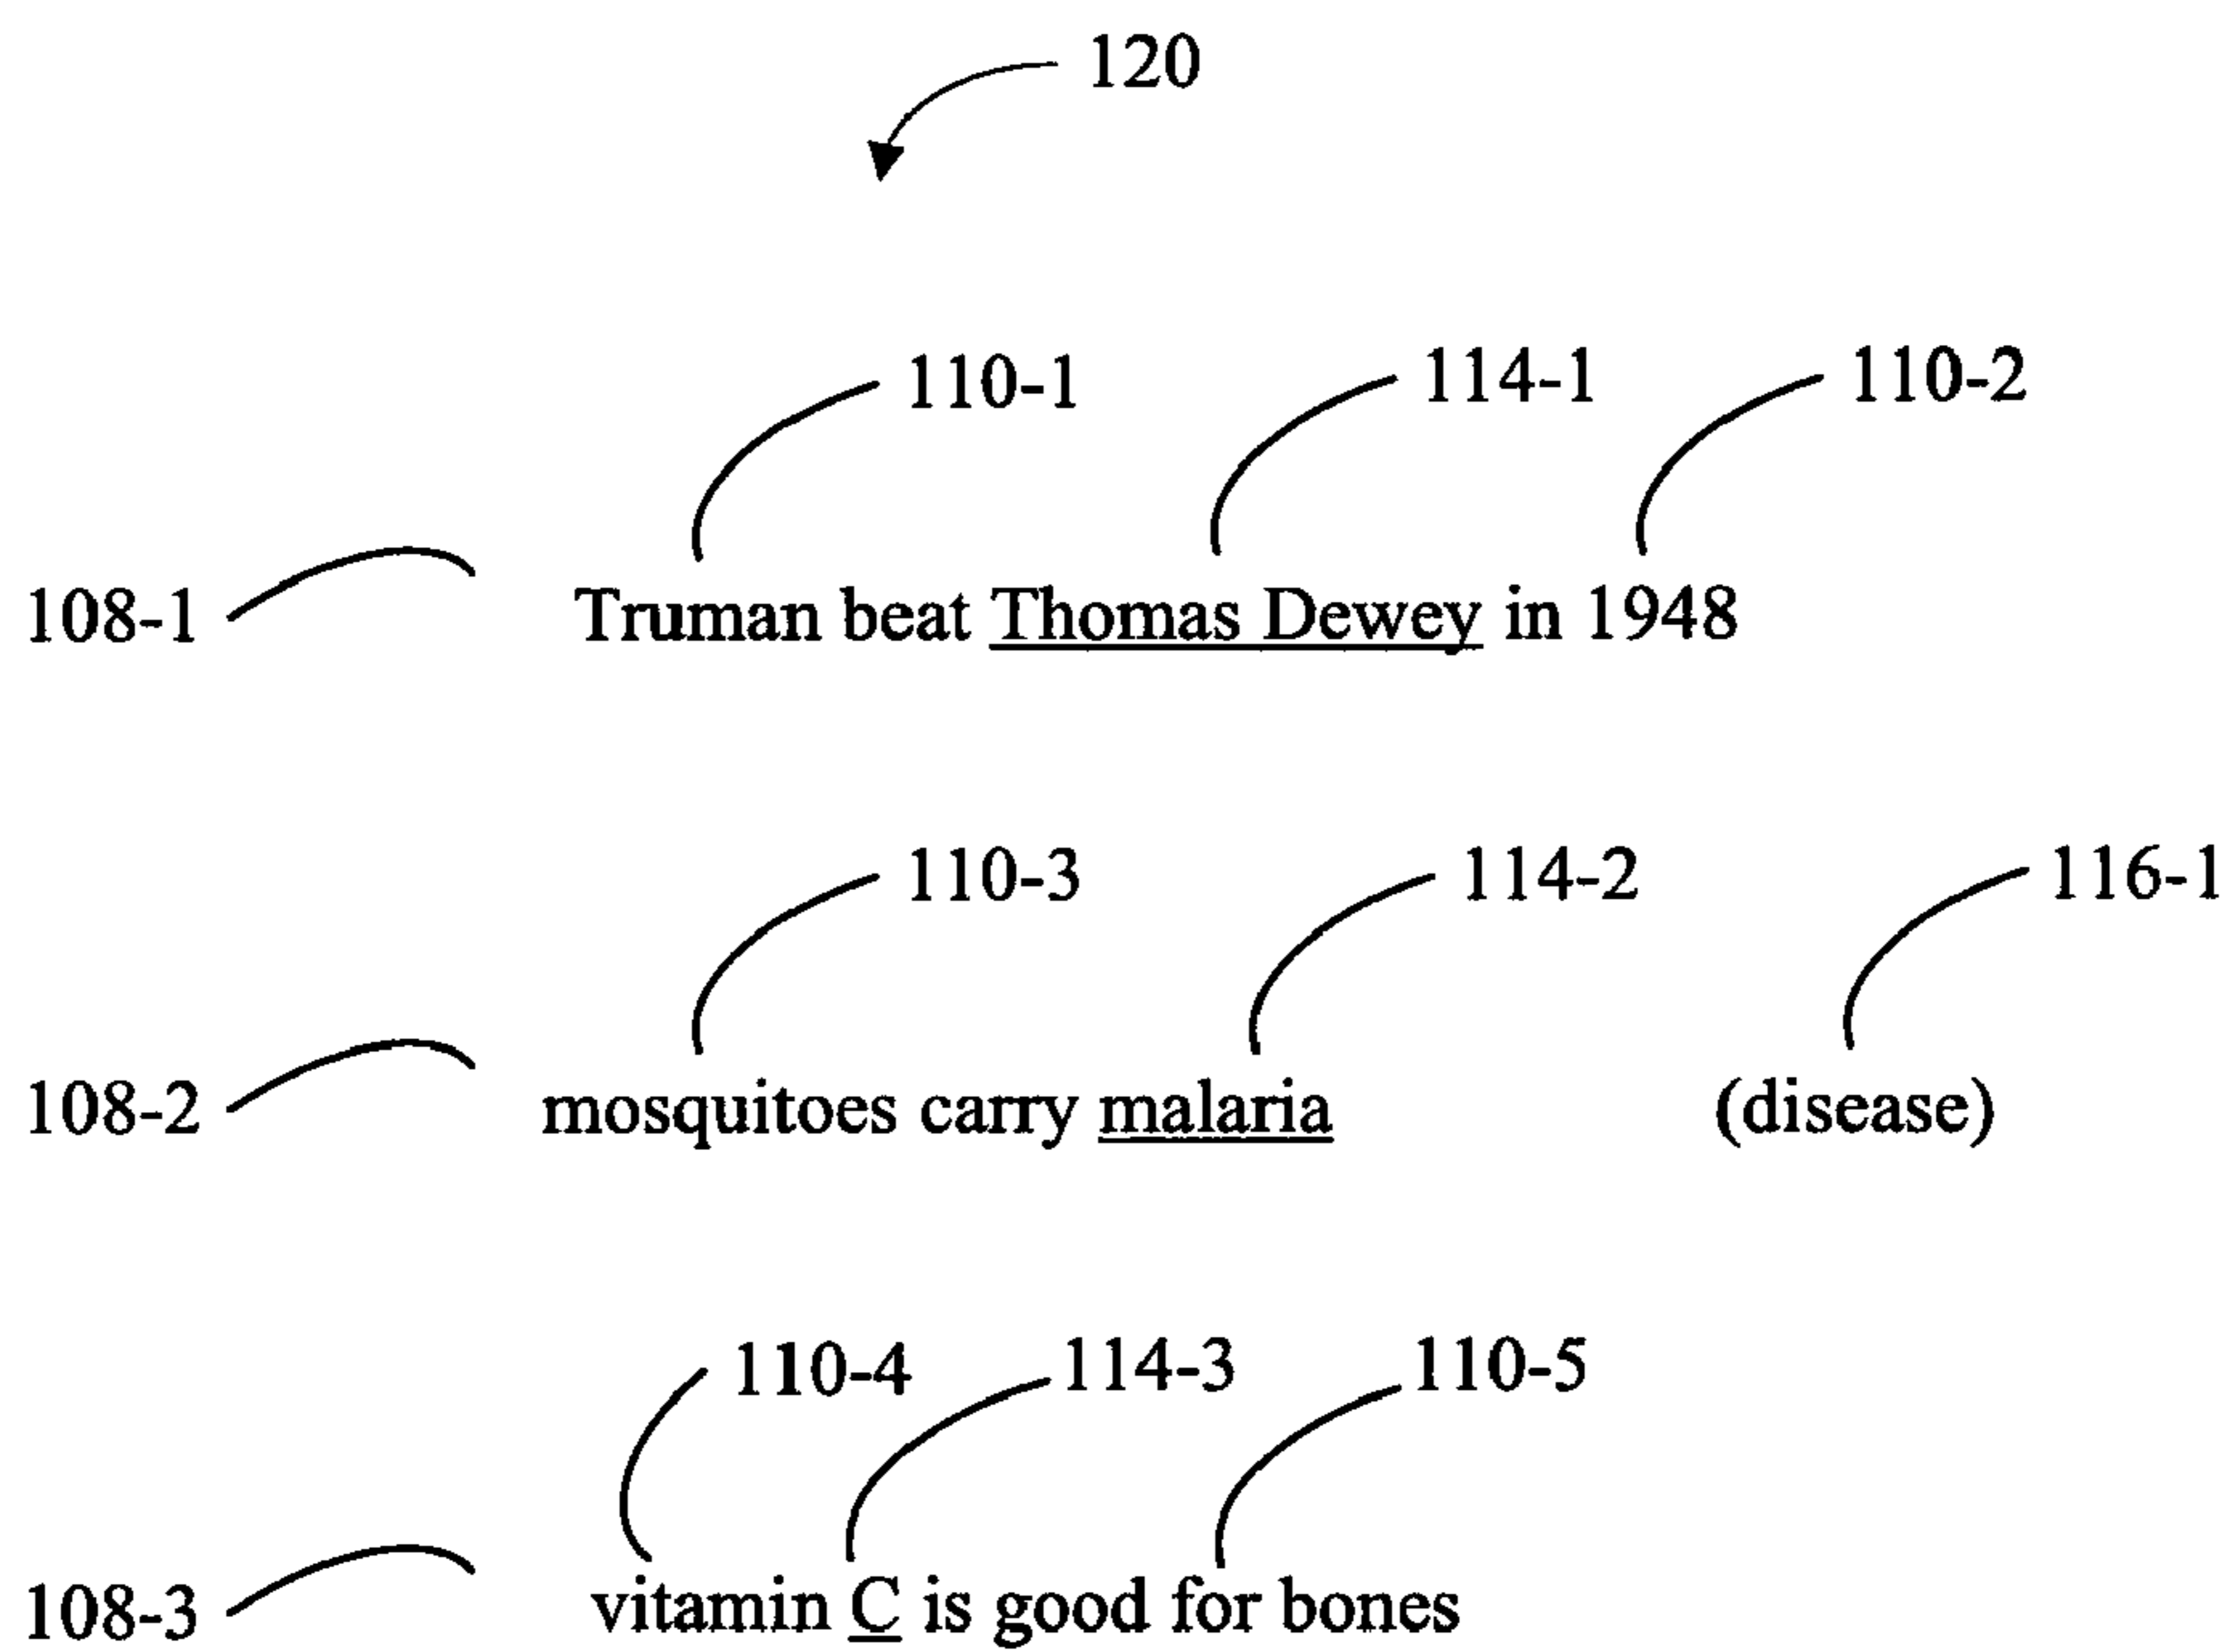 120
110-1 114-1 110-2
108-1 Truman beat Thomas Dewey in 1948
110-3 114-2 116-1
108-2 mosquitoes carry malaria (disease)
110-4 114-3 110-5
108-3 vitamin C is good for bones